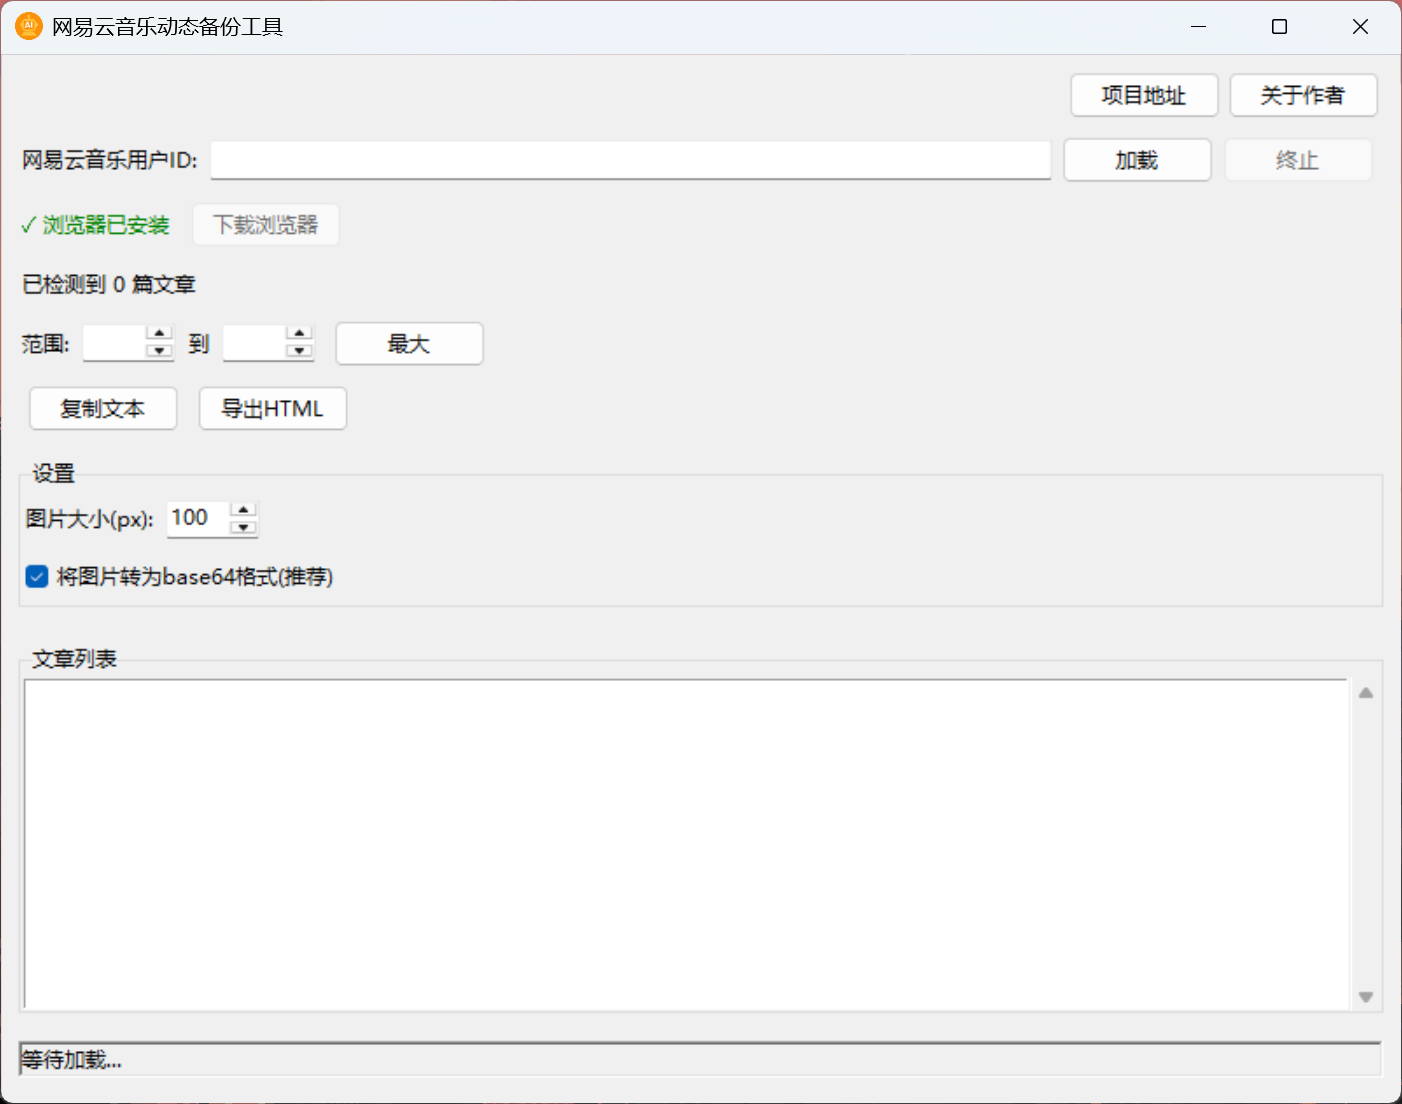 网易云音乐动态备份工具
项目地址 关于作者
网易云音乐用户ID: 加载 终止
✓ 浏览器已安装 下载浏览器
已检测到 0 篇文章
范围: 到 最大
复制文本 导出HTML
设置
图片大小(px): 100
将图片转为base64格式(推荐)
文章列表
等待加载...